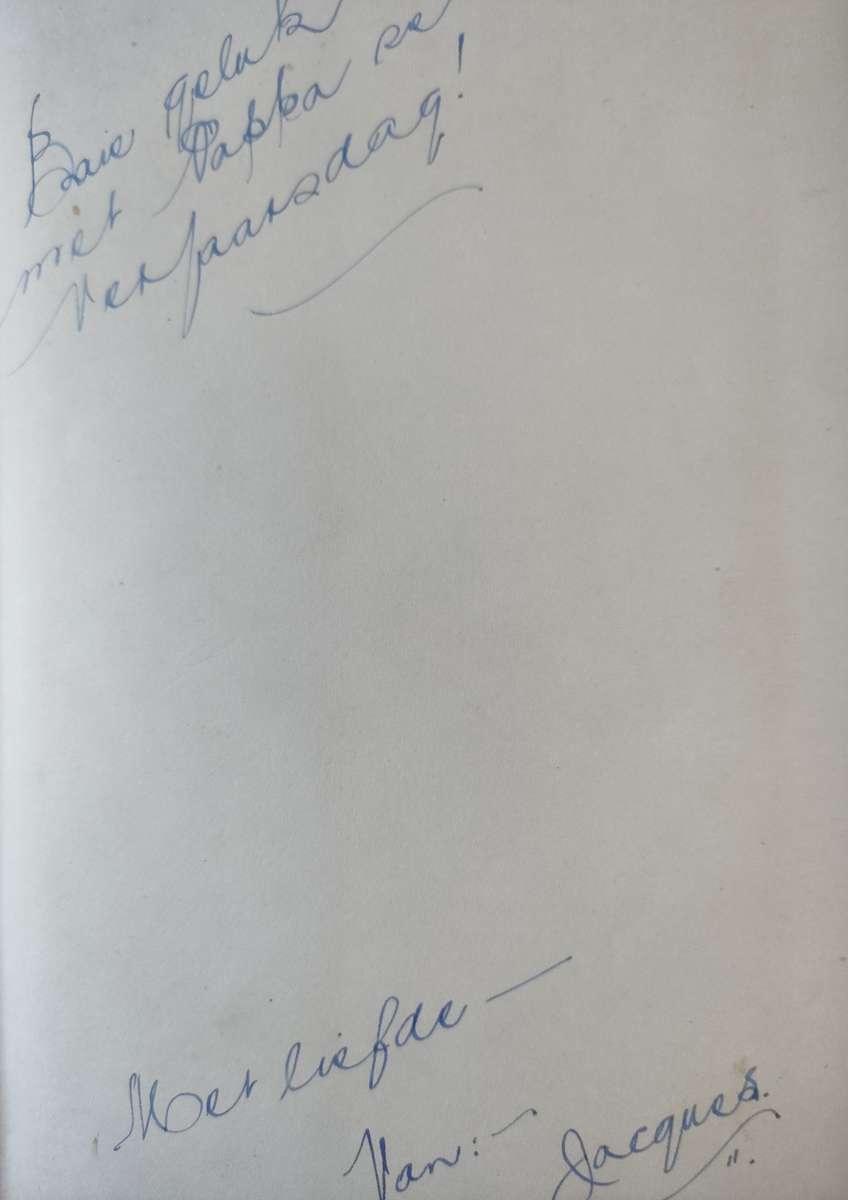 Baie geluk
met Pappa se
Verjaarsdag!
Met liefde —
Van:— Jacques.